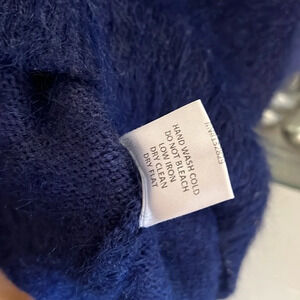 HAND WASH COLD
DO NOT BLEACH
LOW IRON
DRY CLEAN
DRY FLAT